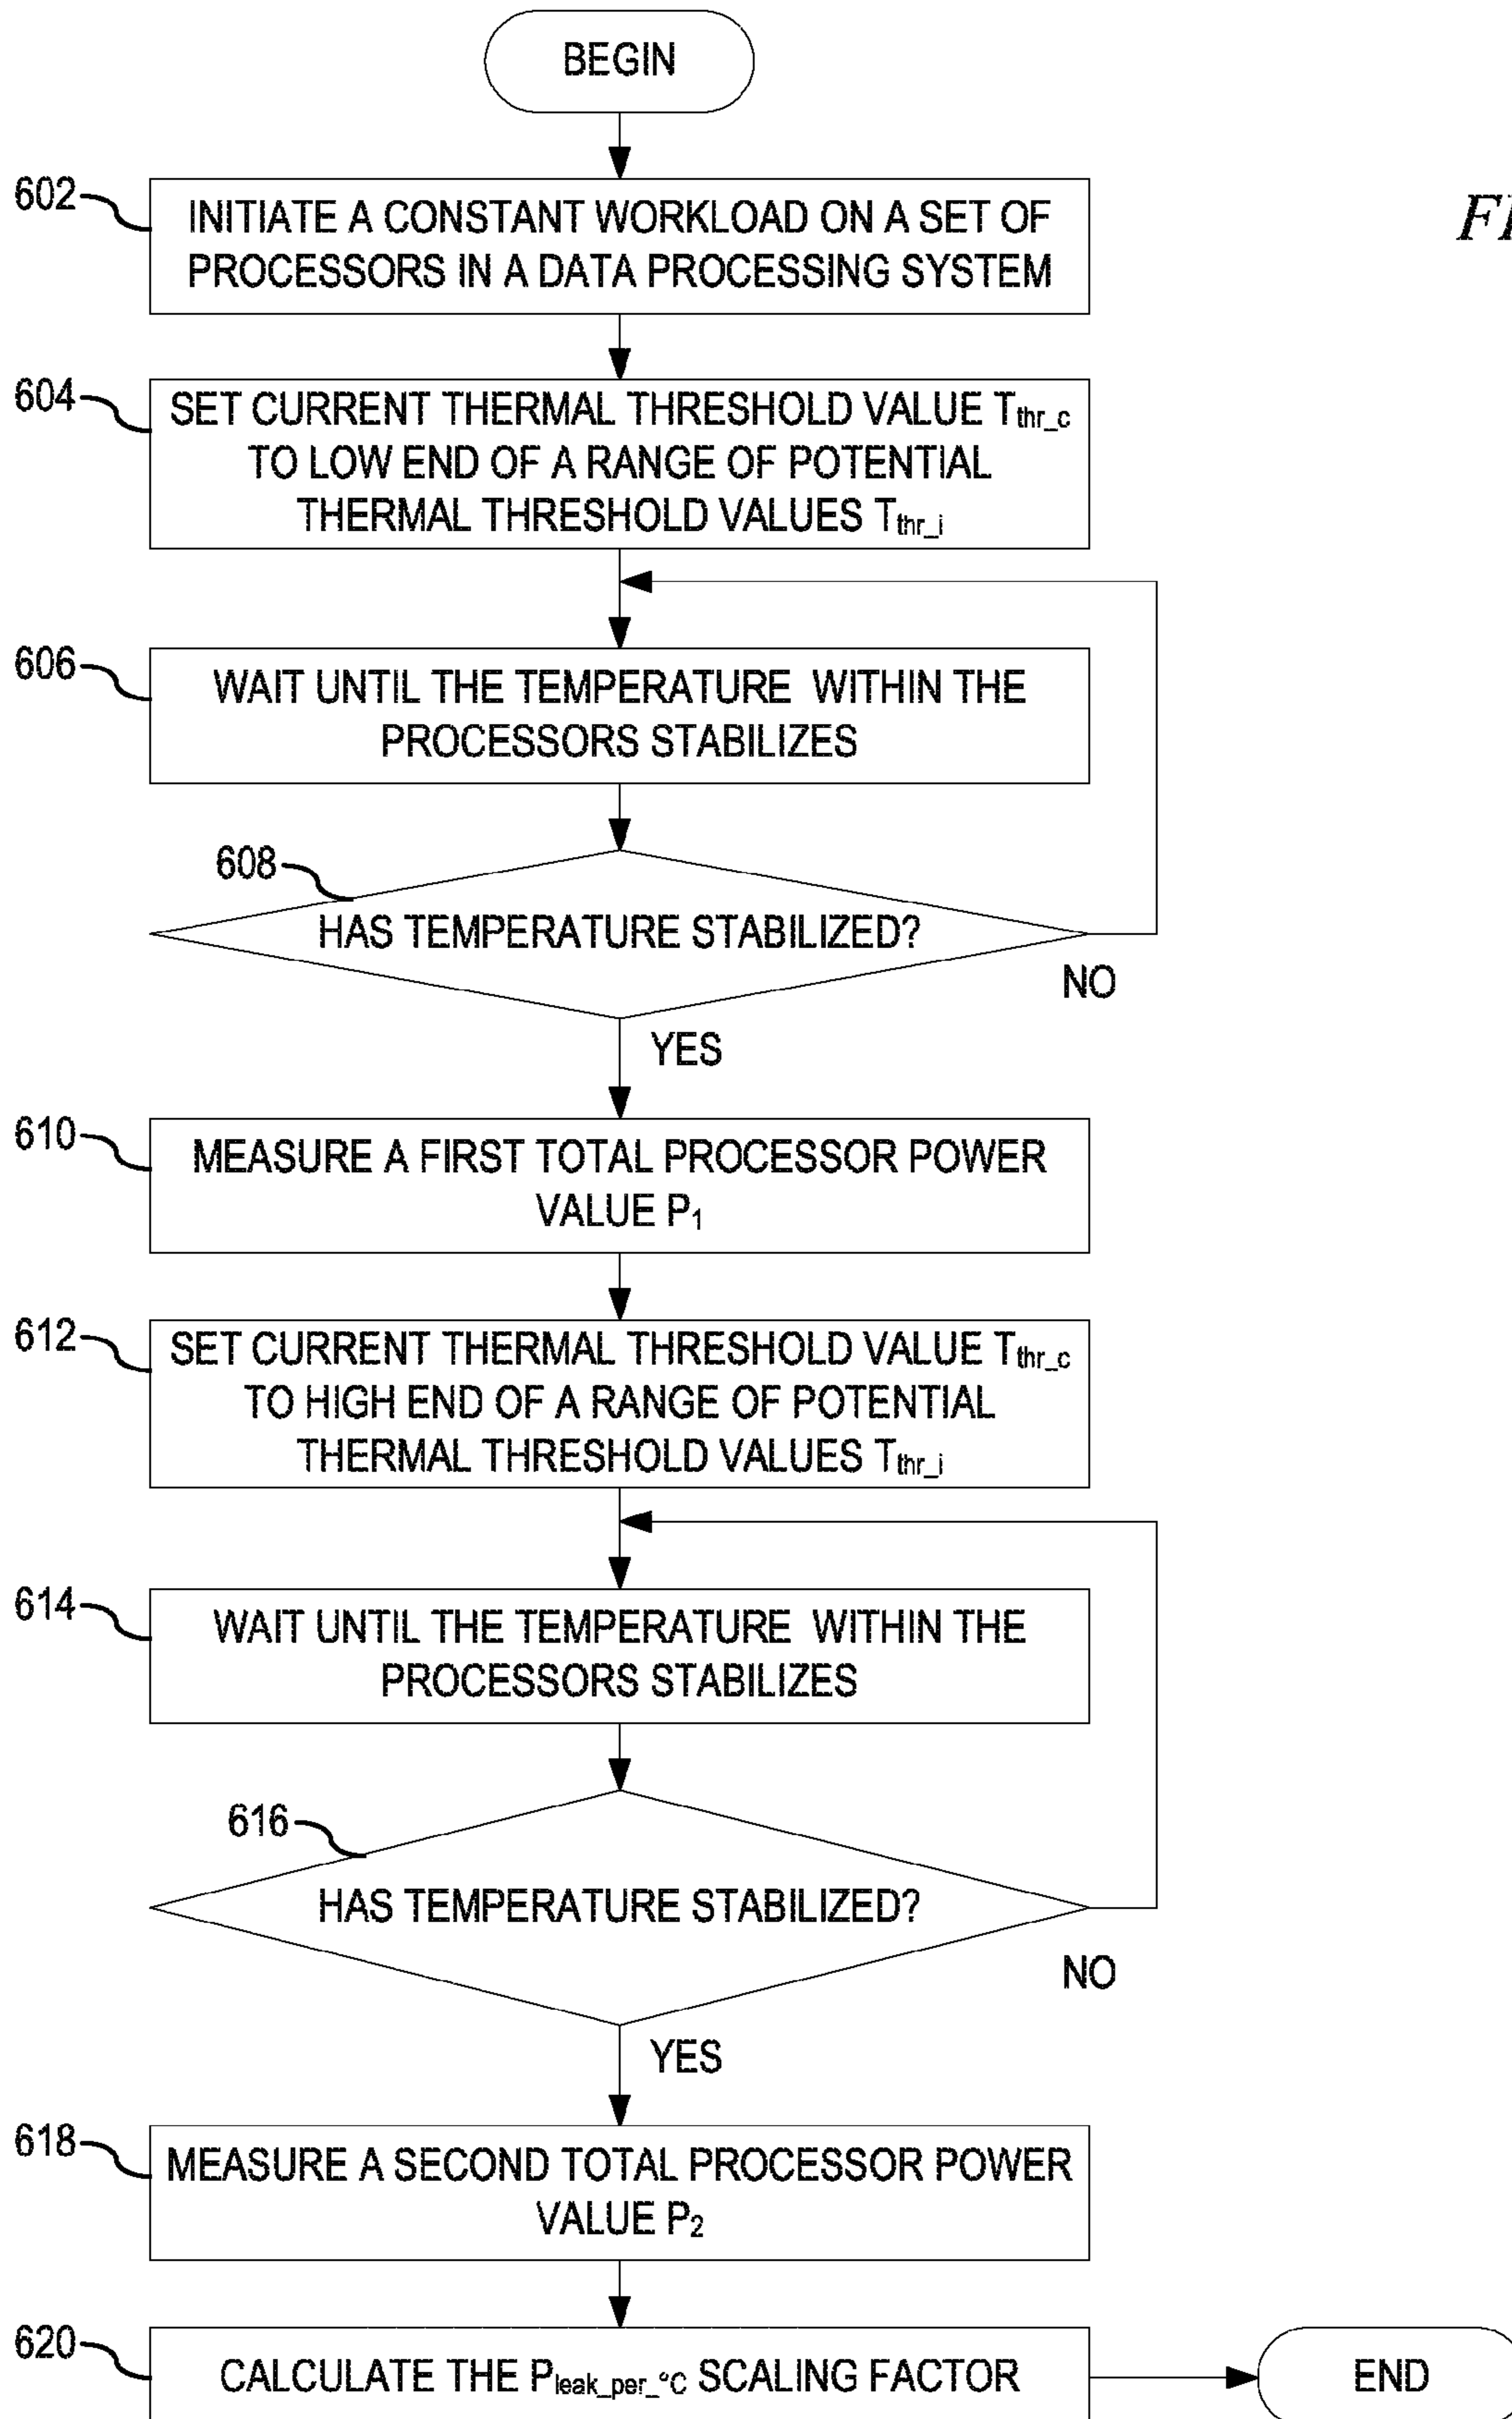 BEGIN
602
INITIATE A CONSTANT WORKLOAD ON A SET OF
PROCESSORS IN A DATA PROCESSING SYSTEM
604
SET CURRENT THERMAL THRESHOLD VALUE Tthr_c
TO LOW END OF A RANGE OF POTENTIAL
THERMAL THRESHOLD VALUES Tthr_i
606
WAIT UNTIL THE TEMPERATURE WITHIN THE
PROCESSORS STABILIZES
608
HAS TEMPERATURE STABILIZED?
NO
YES
610
MEASURE A FIRST TOTAL PROCESSOR POWER
VALUE P1
612
SET CURRENT THERMAL THRESHOLD VALUE Tthr_c
TO HIGH END OF A RANGE OF POTENTIAL
THERMAL THRESHOLD VALUES Tthr_i
614
WAIT UNTIL THE TEMPERATURE WITHIN THE
PROCESSORS STABILIZES
616
HAS TEMPERATURE STABILIZED?
NO
YES
618
MEASURE A SECOND TOTAL PROCESSOR POWER
VALUE P2
620
CALCULATE THE Pleak_per_°C SCALING FACTOR
END